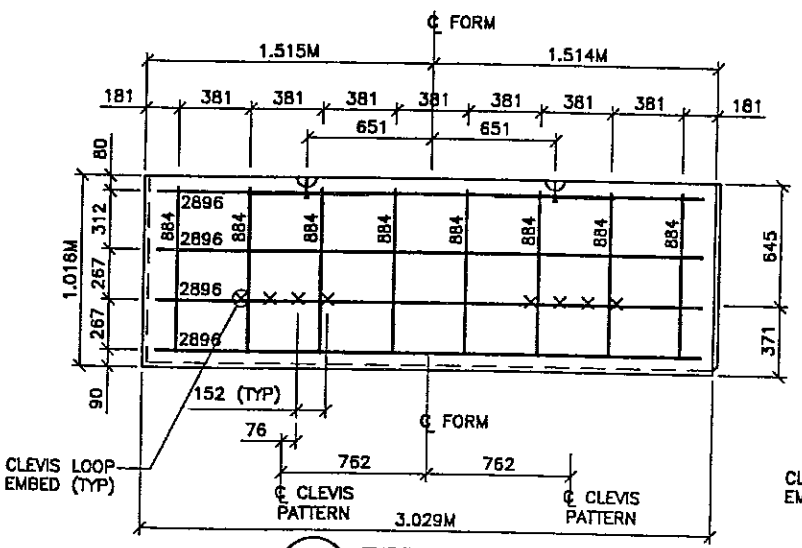 ℄ FORM
1.515M 1.514M
181 381 381 381 381 381 381 381 181
651 651
80
312
267
267
90
1.016M
2896
2896
2896
2896
884 884 884 884 884 884 884 884
645
371
152 (TYP)
76
℄ FORM
762 762
CLEVIS LOOP
EMBED (TYP)
℄ CLEVIS
PATTERN
℄ CLEVIS
PATTERN
3.029M
CL
EM